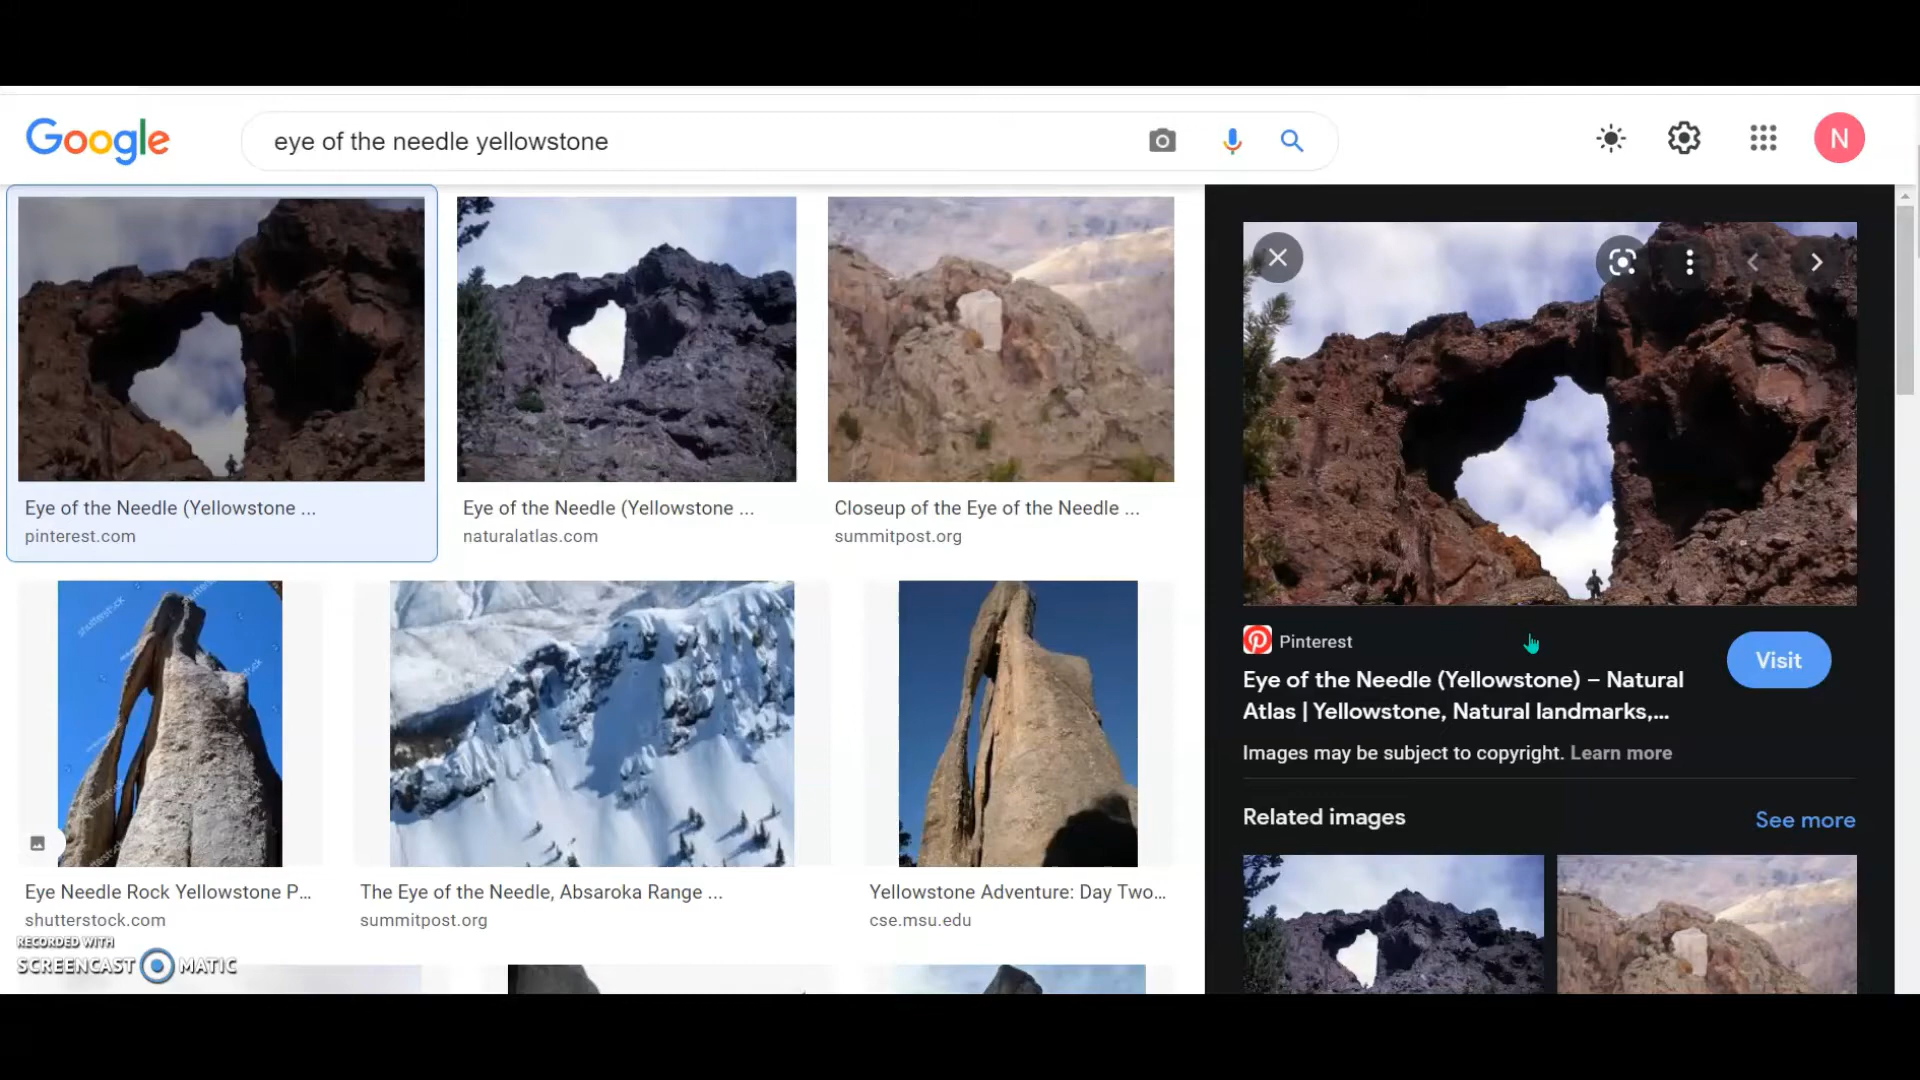 Google
eye of the needle yellowstone
N
Eye of the Needle (Yellowstone ...
pinterest.com
Eye of the Needle (Yellowstone ...
naturalatlas.com
Closeup of the Eye of the Needle ...
summitpost.org
Pinterest
Visit
Eye of the Needle (Yellowstone) – Natural
Atlas | Yellowstone, Natural landmarks,...
Images may be subject to copyright. Learn more
Related images
See more
shutterstock
shutterstock
Eye Needle Rock Yellowstone P...
shutterstock.com
The Eye of the Needle, Absaroka Range ...
summitpost.org
Yellowstone Adventure: Day Two...
cse.msu.edu
RECORDED WITH
SCREENCAST MATIC